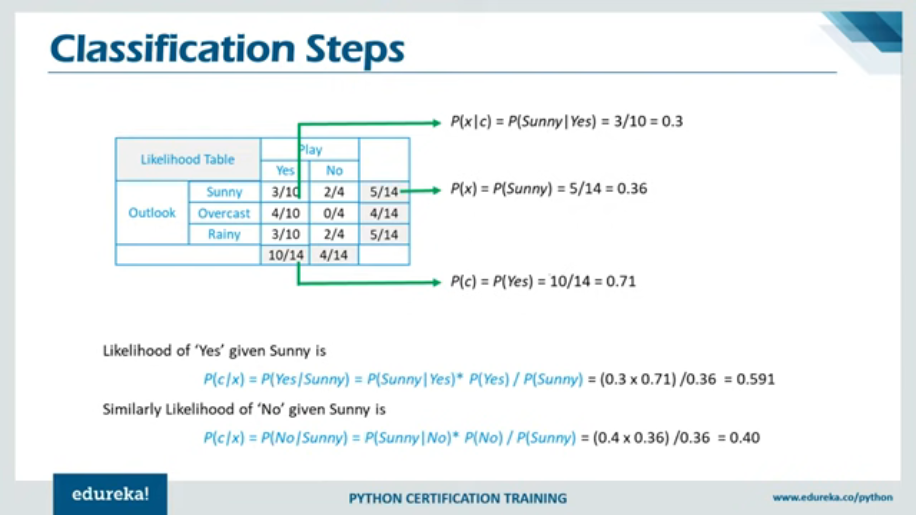 Classification Steps
P(x|c) = P(Sunny|Yes) = 3/10 = 0.3
Likelihood Table
Play
Yes
No
Outlook
Sunny
3/10
2/4
5/14
P(x) = P(Sunny) = 5/14 = 0.36
Overcast
4/10
0/4
4/14
Rainy
3/10
2/4
5/14
10/14
4/14
P(c) = P(Yes) = 10/14 = 0.71
Likelihood of ‘Yes’ given Sunny is
P(c|x) = P(Yes|Sunny) = P(Sunny|Yes)* P(Yes) / P(Sunny) = (0.3 x 0.71) /0.36 = 0.591
Similarly Likelihood of ‘No’ given Sunny is
P(c|x) = P(No|Sunny) = P(Sunny|No)* P(No) / P(Sunny) = (0.4 x 0.36) /0.36 = 0.40
edureka!
PYTHON CERTIFICATION TRAINING
www.edureka.co/python